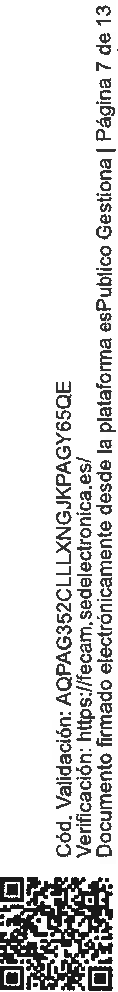 Cód. Validación: AQPAG352CLLLXNGJKPAGY65QE
Verificación: https://fecam.sedelectronica.es/
Documento firmado electrónicamente desde la plataforma esPublico Gestiona | Página 7 de 13